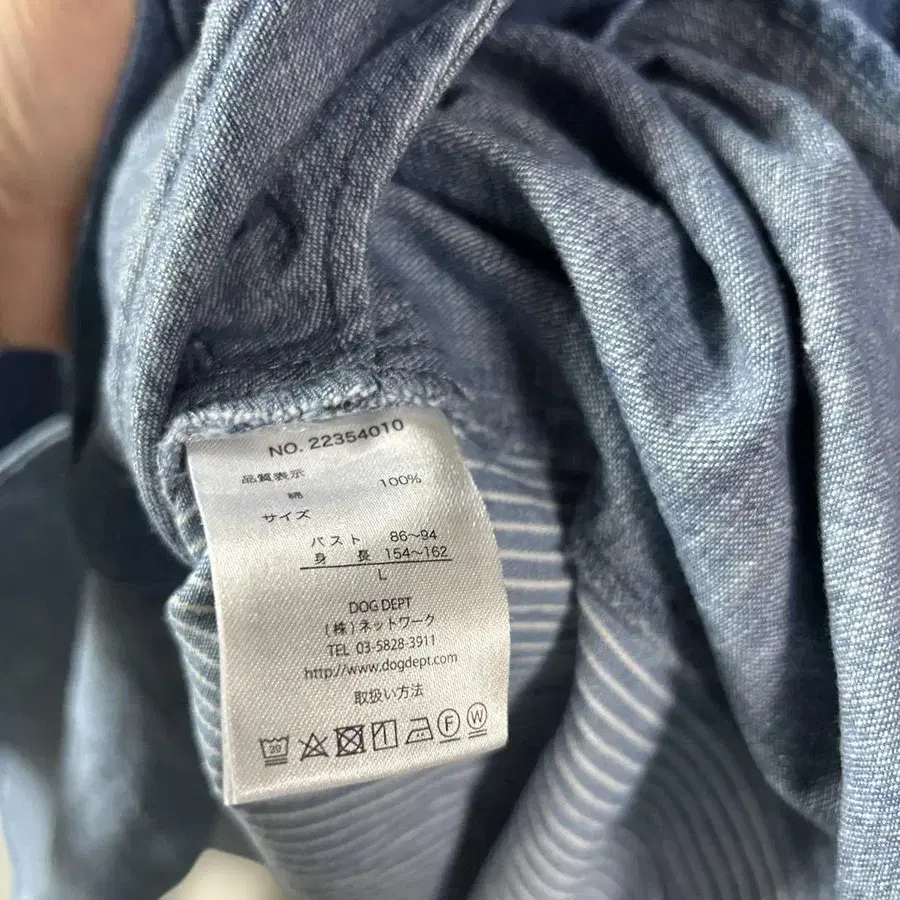 NO. 22354010
品質表示
綿 100%
サイズ
バスト 86〜94
身 長 154〜162
L
DOG DEPT
(株)ネットワーク
TEL 03-5828-3911
http://www.dogdept.com
取扱い方法
F W